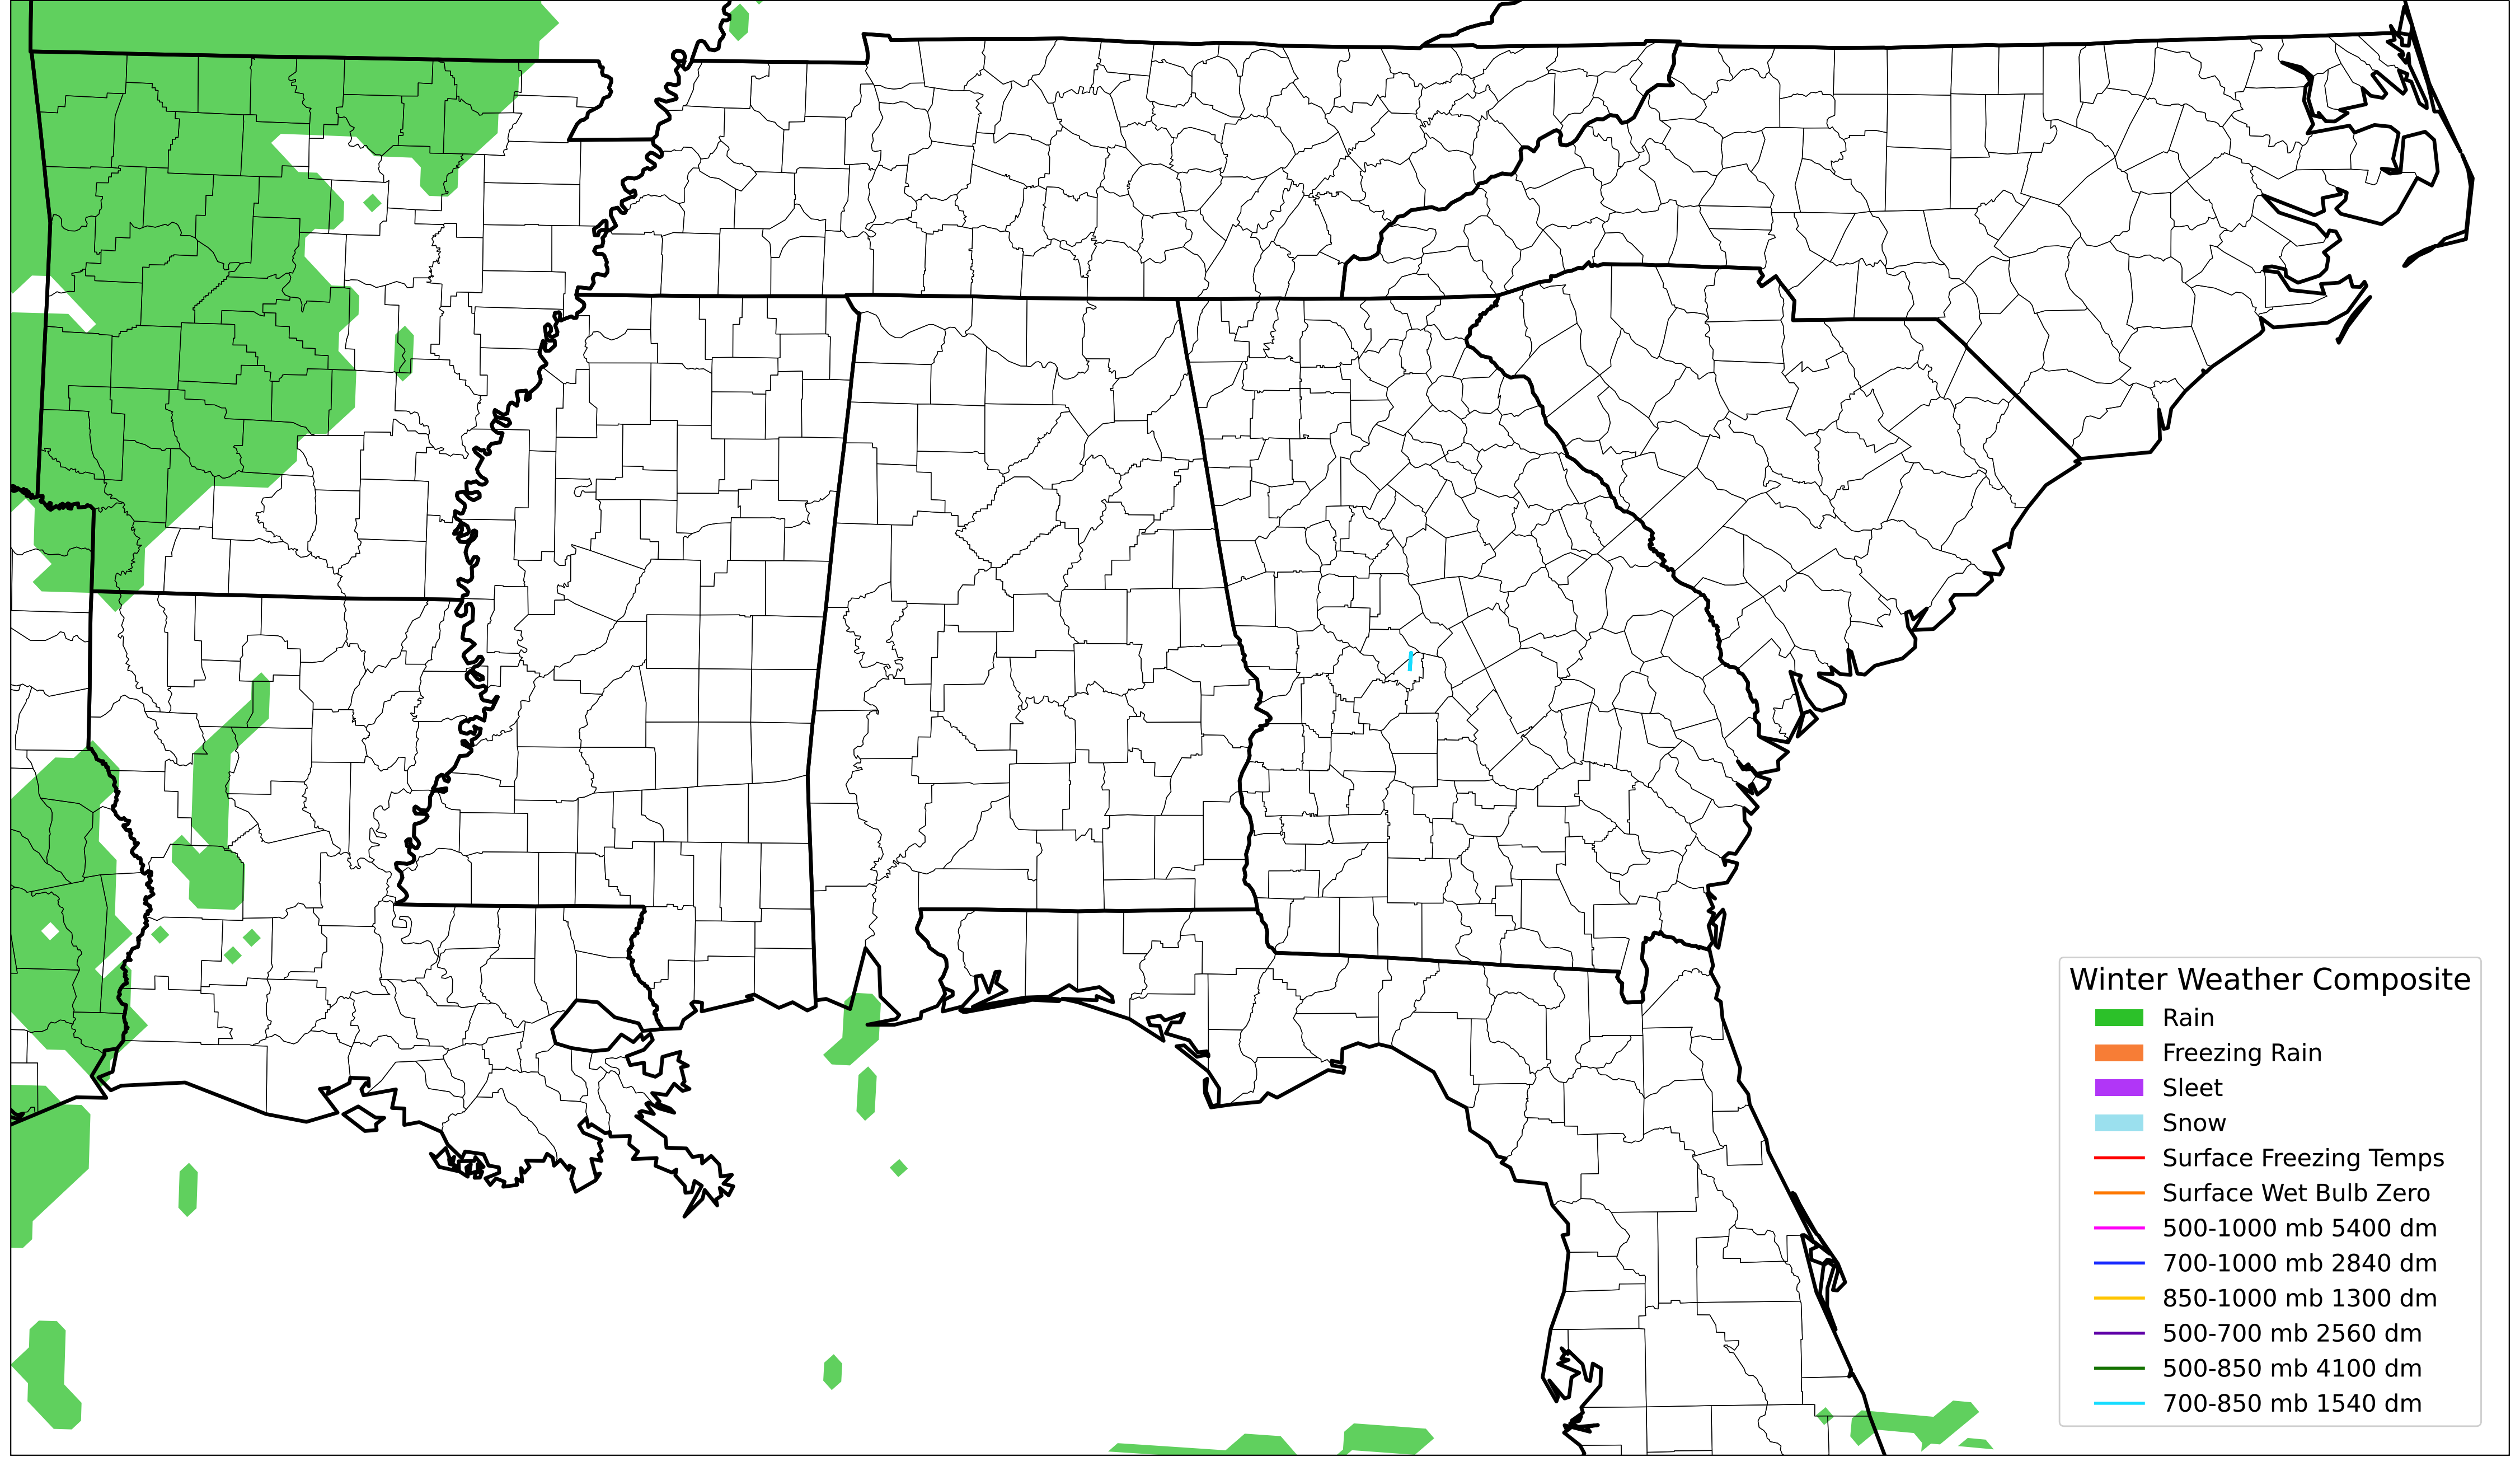 Winter Weather Composite
Rain
Freezing Rain
Sleet
Snow
Surface Freezing Temps
Surface Wet Bulb Zero
500-1000 mb 5400 dm
700-1000 mb 2840 dm
850-1000 mb 1300 dm
500-700 mb 2560 dm
500-850 mb 4100 dm
700-850 mb 1540 dm